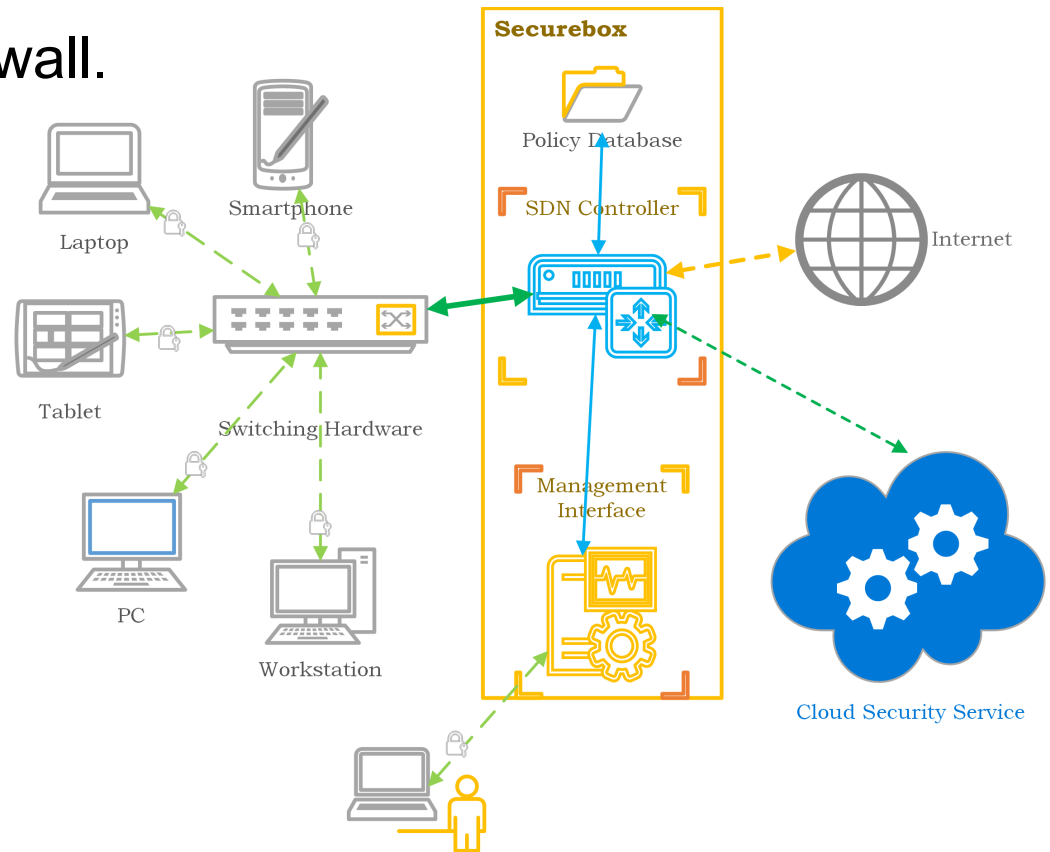 wall.
Securebox
Policy Database
Smartphone
SDN Controller
Laptop
Internet
Tablet
Switching Hardware
Management
Interface
PC
Workstation
Cloud Security Service